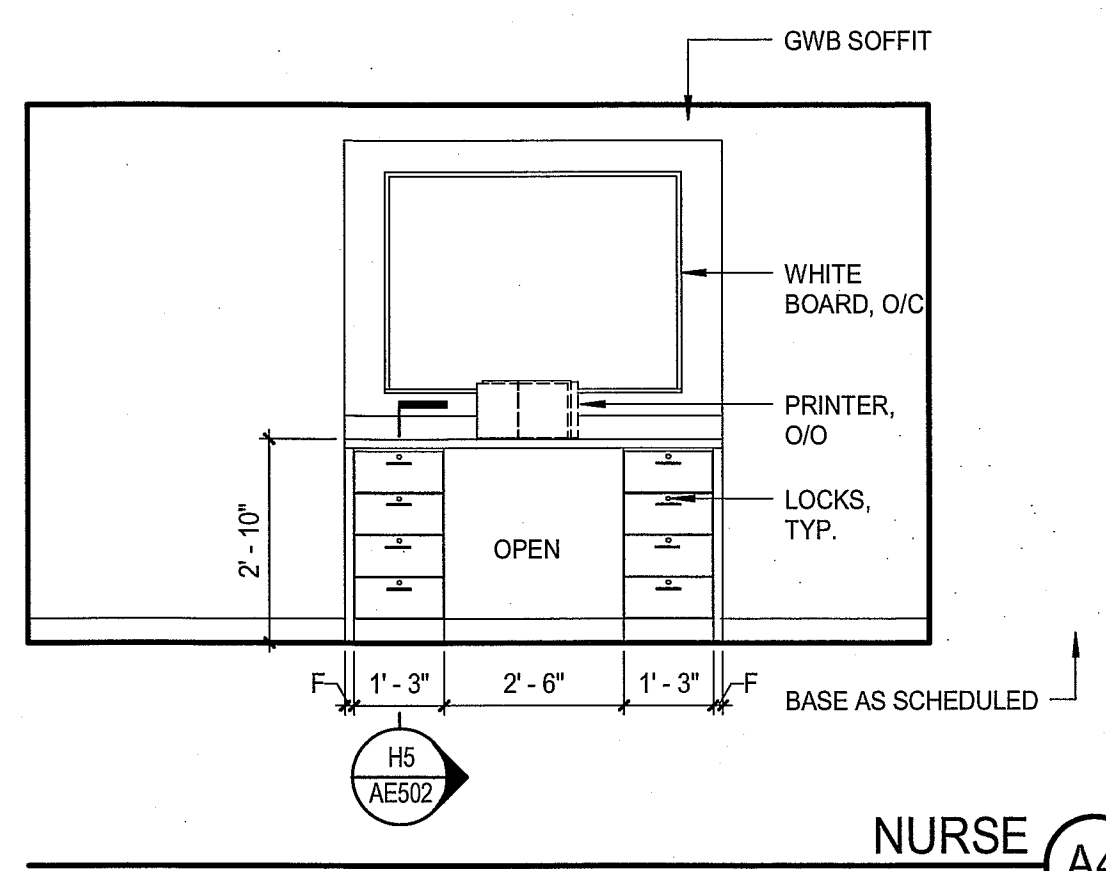 GWB SOFFIT
WHITE
BOARD, O/C
PRINTER,
O/O
LOCKS,
TYP.
OPEN
2' - 10"
F
1' - 3"
2' - 6"
1' - 3"
F
BASE AS SCHEDULED
H5
AE502
NURSE
A4